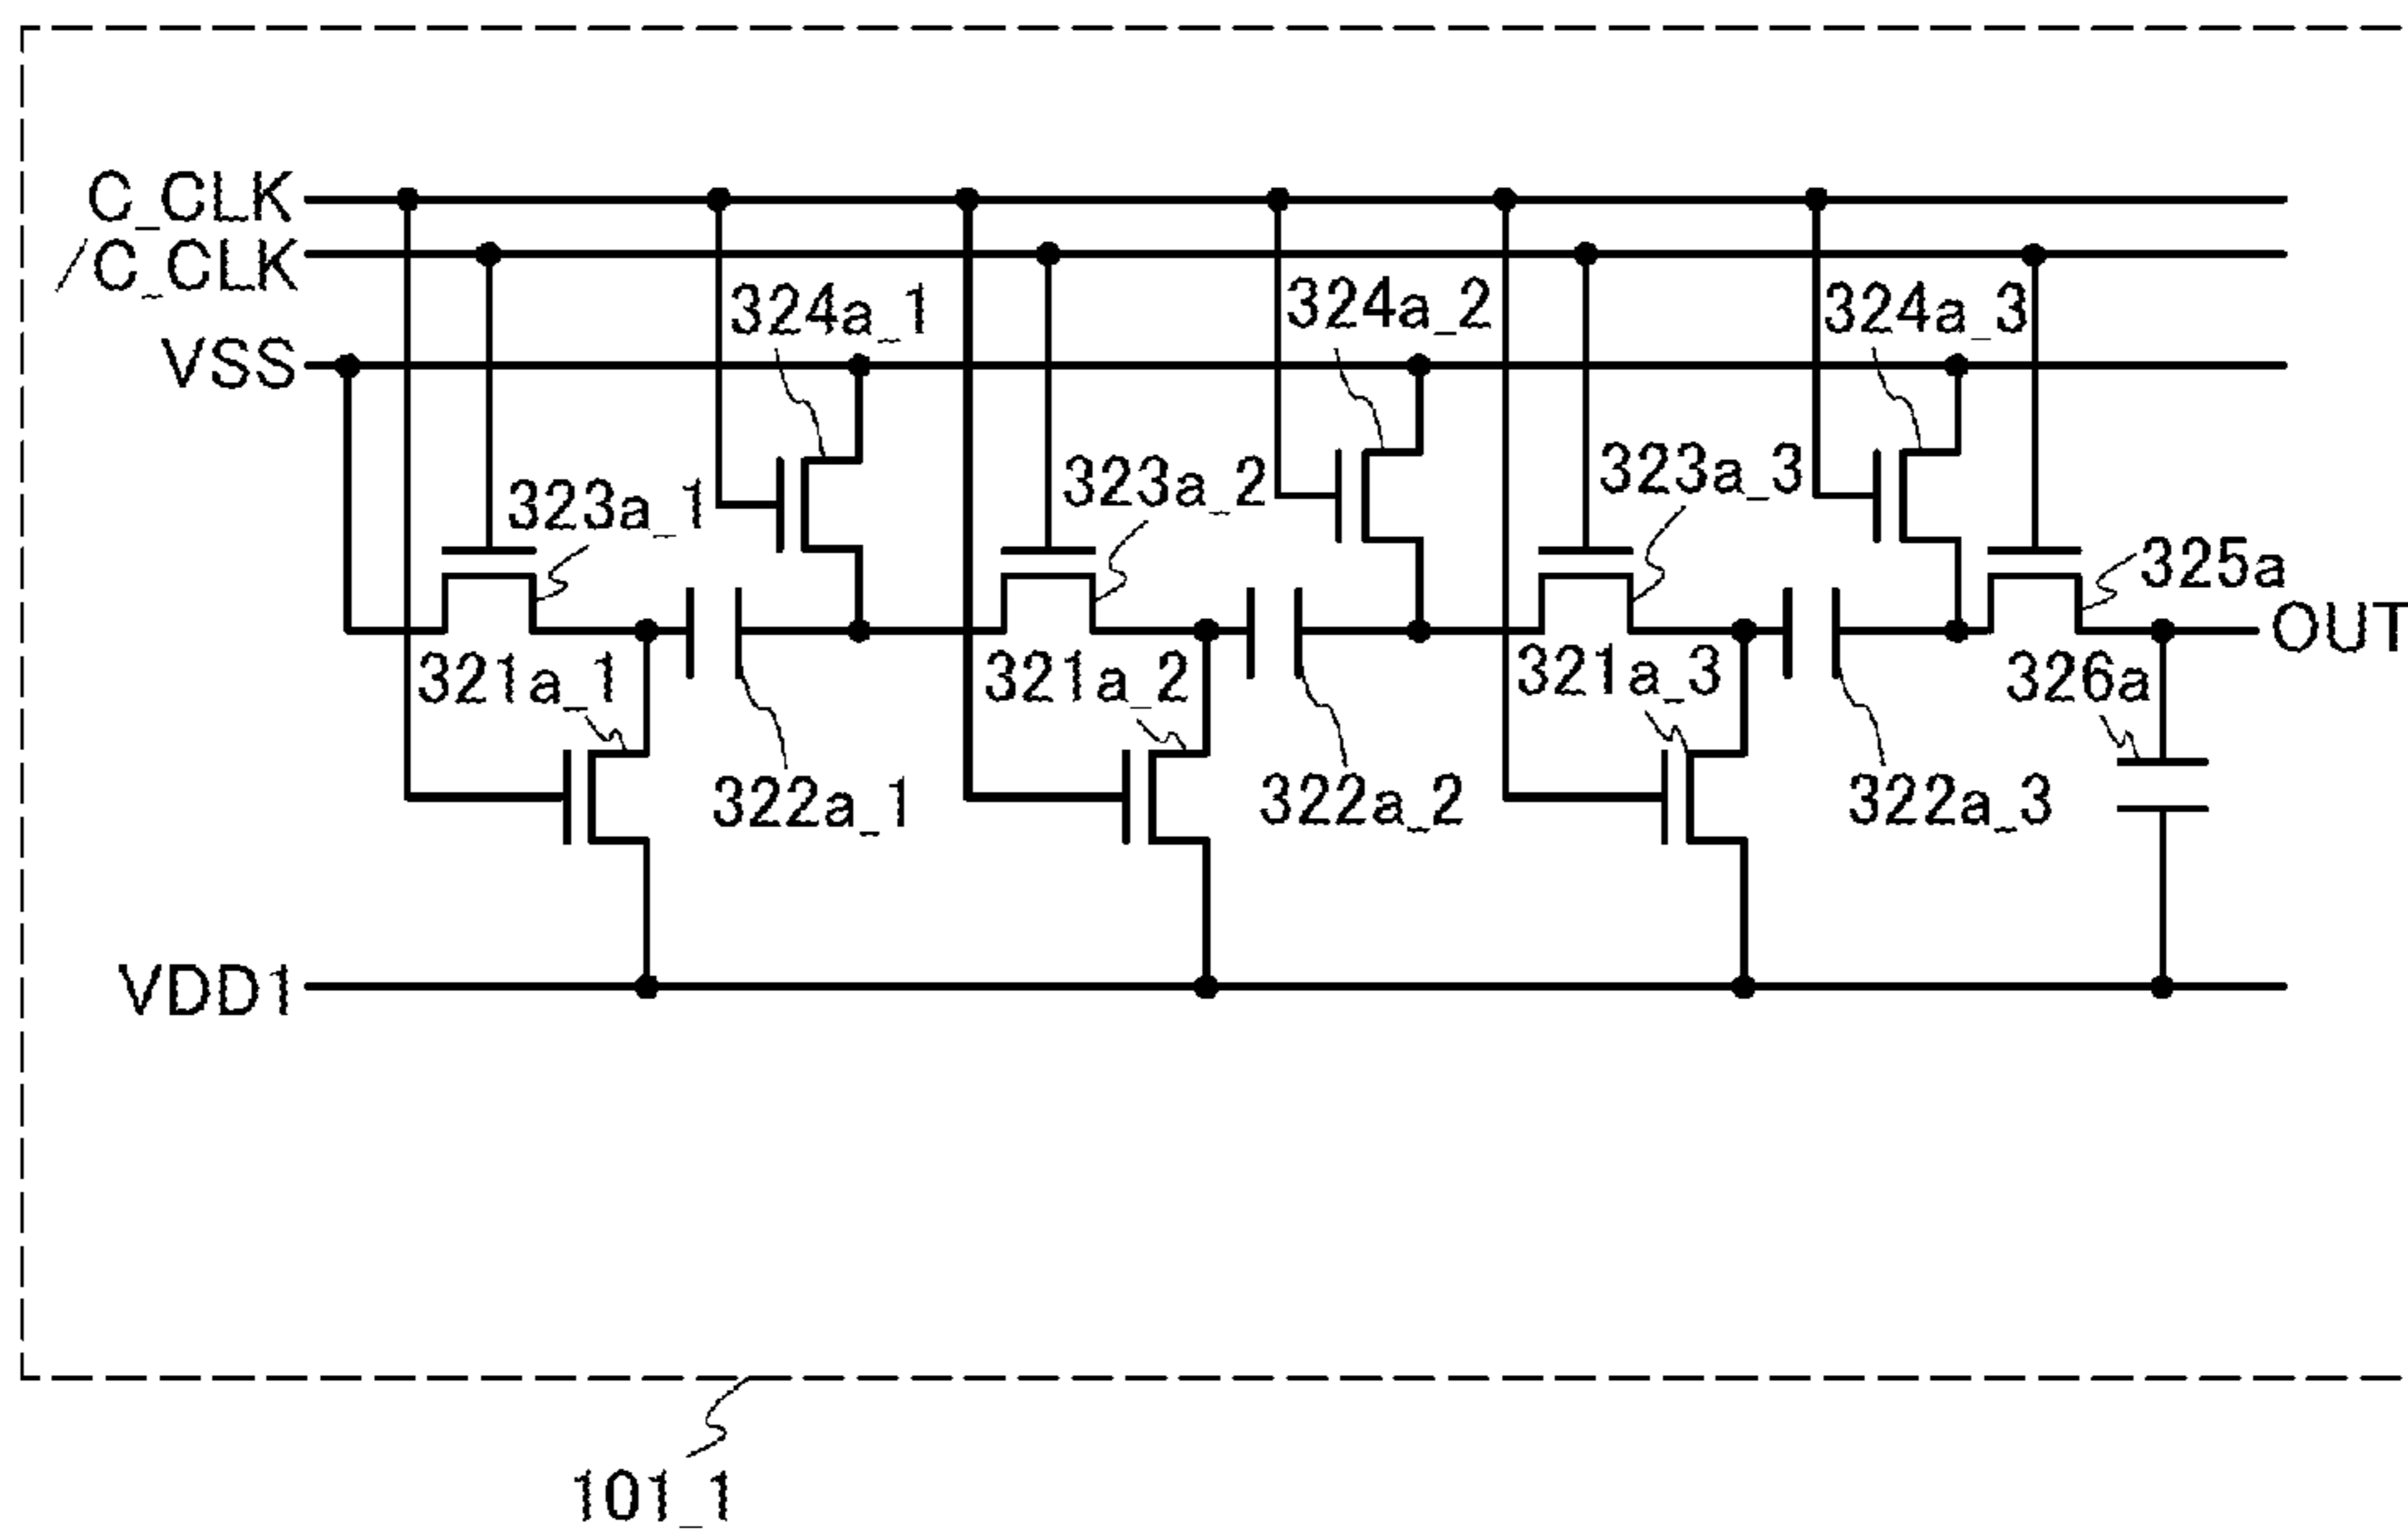 C_CLK
/C_CLK
VSS
324a_1
324a_2
324a_3
323a_1
323a_2
323a_3
325a
OUT
321a_1
321a_2
321a_3
326a
322a_1
322a_2
322a_3
VDD1
101_1